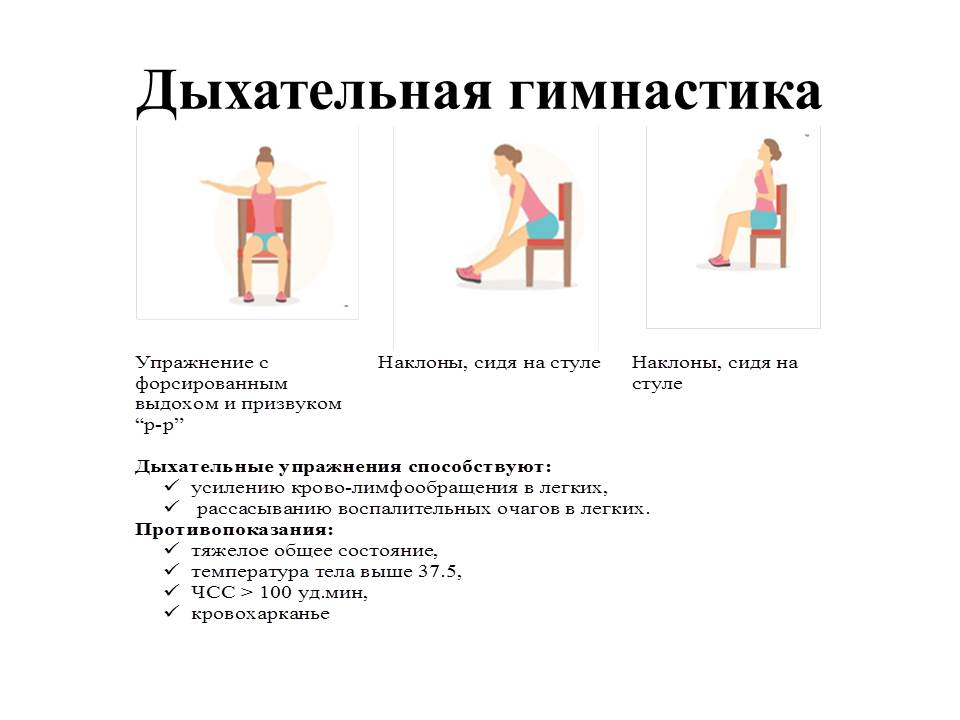 Дыхательная гимнастика
Упражнение с
форсированным
выдохом и призвуком
“р-р”
Наклоны, сидя на стуле
Наклоны, сидя на
стуле
Дыхательные упражнения способствуют:
✓ усилению крово-лимфообращения в легких,
✓ рассасыванию воспалительных очагов в легких.
Противопоказания:
✓ тяжелое общее состояние,
✓ температура тела выше 37.5,
✓ ЧСС > 100 уд.мин,
✓ кровохарканье